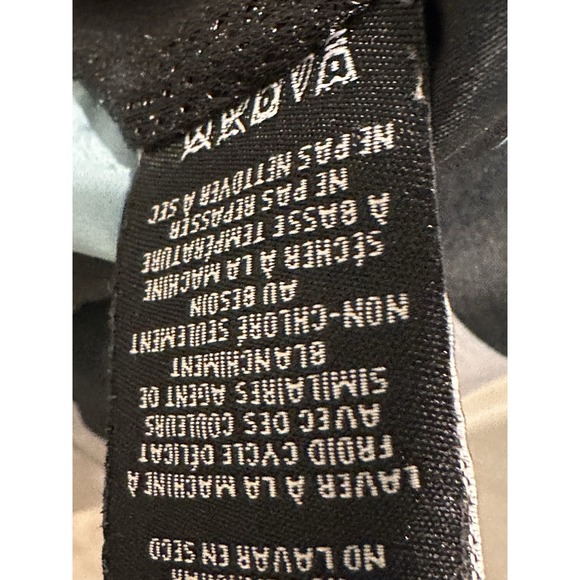 NO LAVAR EN SECO
LAVER À LA MACHINE À
FROID CYCLE DÉLICAT
AVEC DES COULEURS
SIMILAIRES AGENT DE
BLANCHIMENT
NON-CHLORÉ SEULEMENT
AU BESOIN
SÉCHER À LA MACHINE
À BASSE TEMPÉRATURE
NE PAS REPASSER
NE PAS NETTOYER À SEC